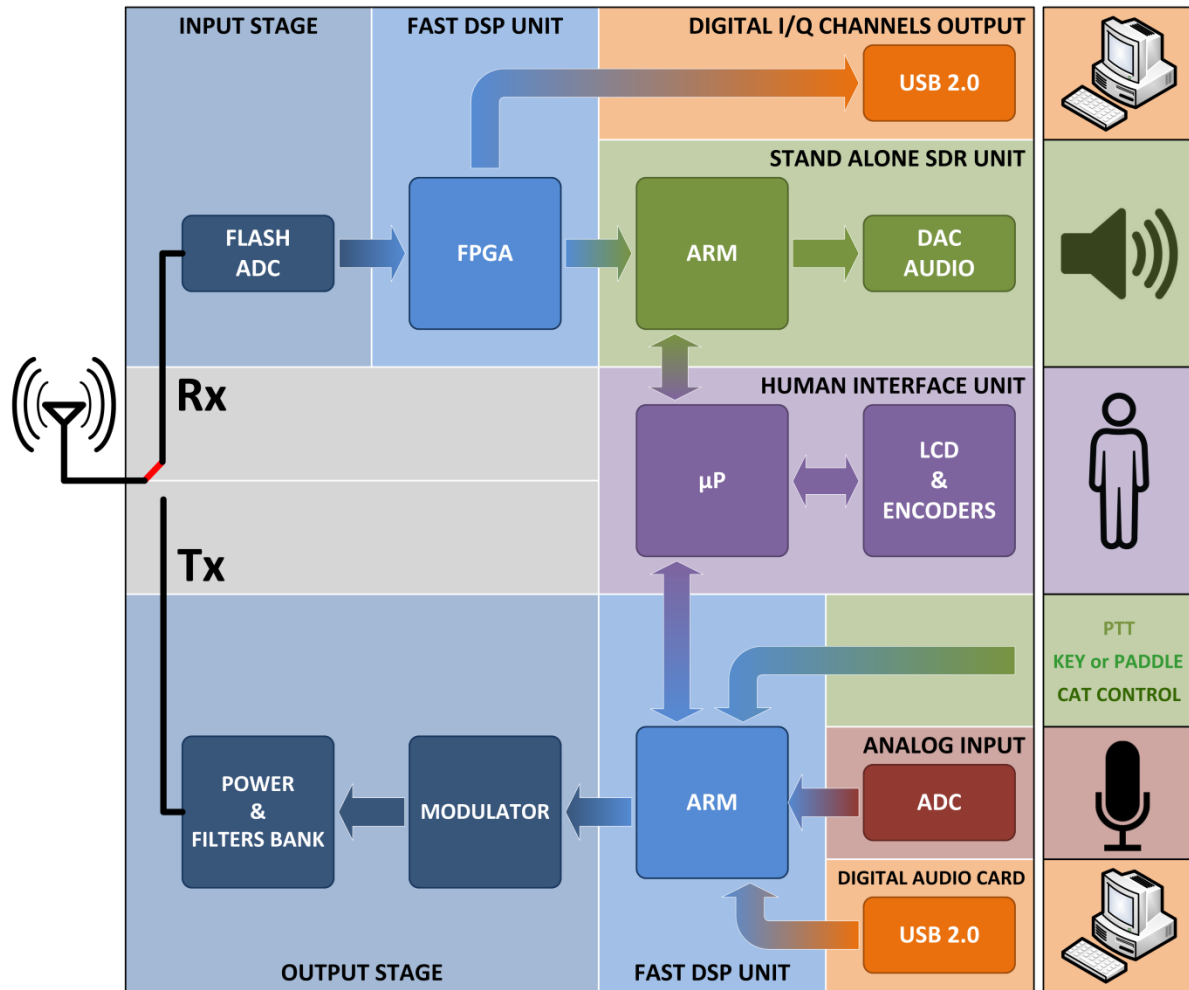 INPUT STAGE
FAST DSP UNIT
DIGITAL I/Q CHANNELS OUTPUT
USB 2.0
STAND ALONE SDR UNIT
FLASH
ADC
FPGA
ARM
DAC
AUDIO
Rx
HUMAN INTERFACE UNIT
µP
LCD
&
ENCODERS
Tx
PTT
KEY or PADDLE
CAT CONTROL
POWER
&
FILTERS BANK
MODULATOR
ARM
ANALOG INPUT
ADC
DIGITAL AUDIO CARD
USB 2.0
OUTPUT STAGE
FAST DSP UNIT